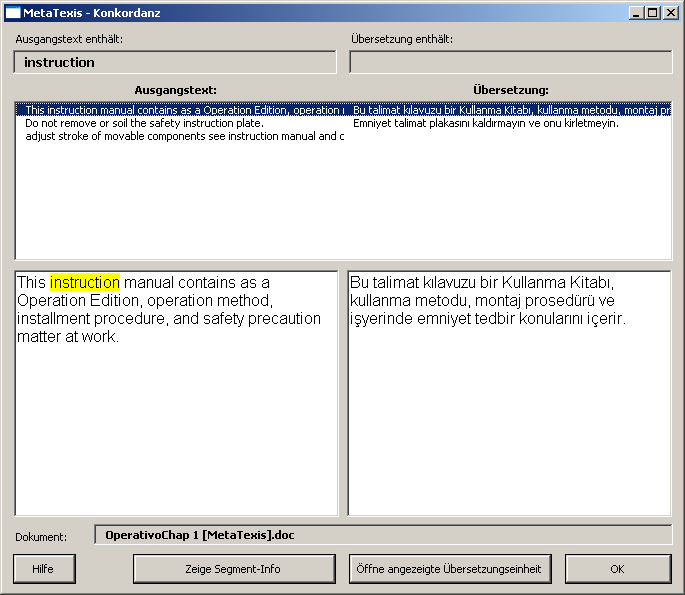 MetaTexis - Konkordanz
Ausgangstext enthält: Übersetzung enthält:
instruction
Ausgangstext: Übersetzung:
This instruction manual contains as a Operation Edition, operation Bu talimat kılavuzu bir Kullanma Kitabı, kullanma metodu, montaj
Do not remove or soil the safety instruction plate. Emniyet talimat plakasını kaldırmayın ve onu kirletmeyin.
adjust stroke of movable components see instruction manual and
This instruction manual contains as a
Operation Edition, operation method,
installment procedure, and safety precaution
matter at work.
Bu talimat kılavuzu bir Kullanma Kitabı,
kullanma metodu, montaj prosedürü ve
işyerinde emniyet tedbir konularını içerir.
Dokument: OperativoChap 1 [MetaTexis].doc
Hilfe Zeige Segment-Info Öffne angezeigte Übersetzungseinheit OK